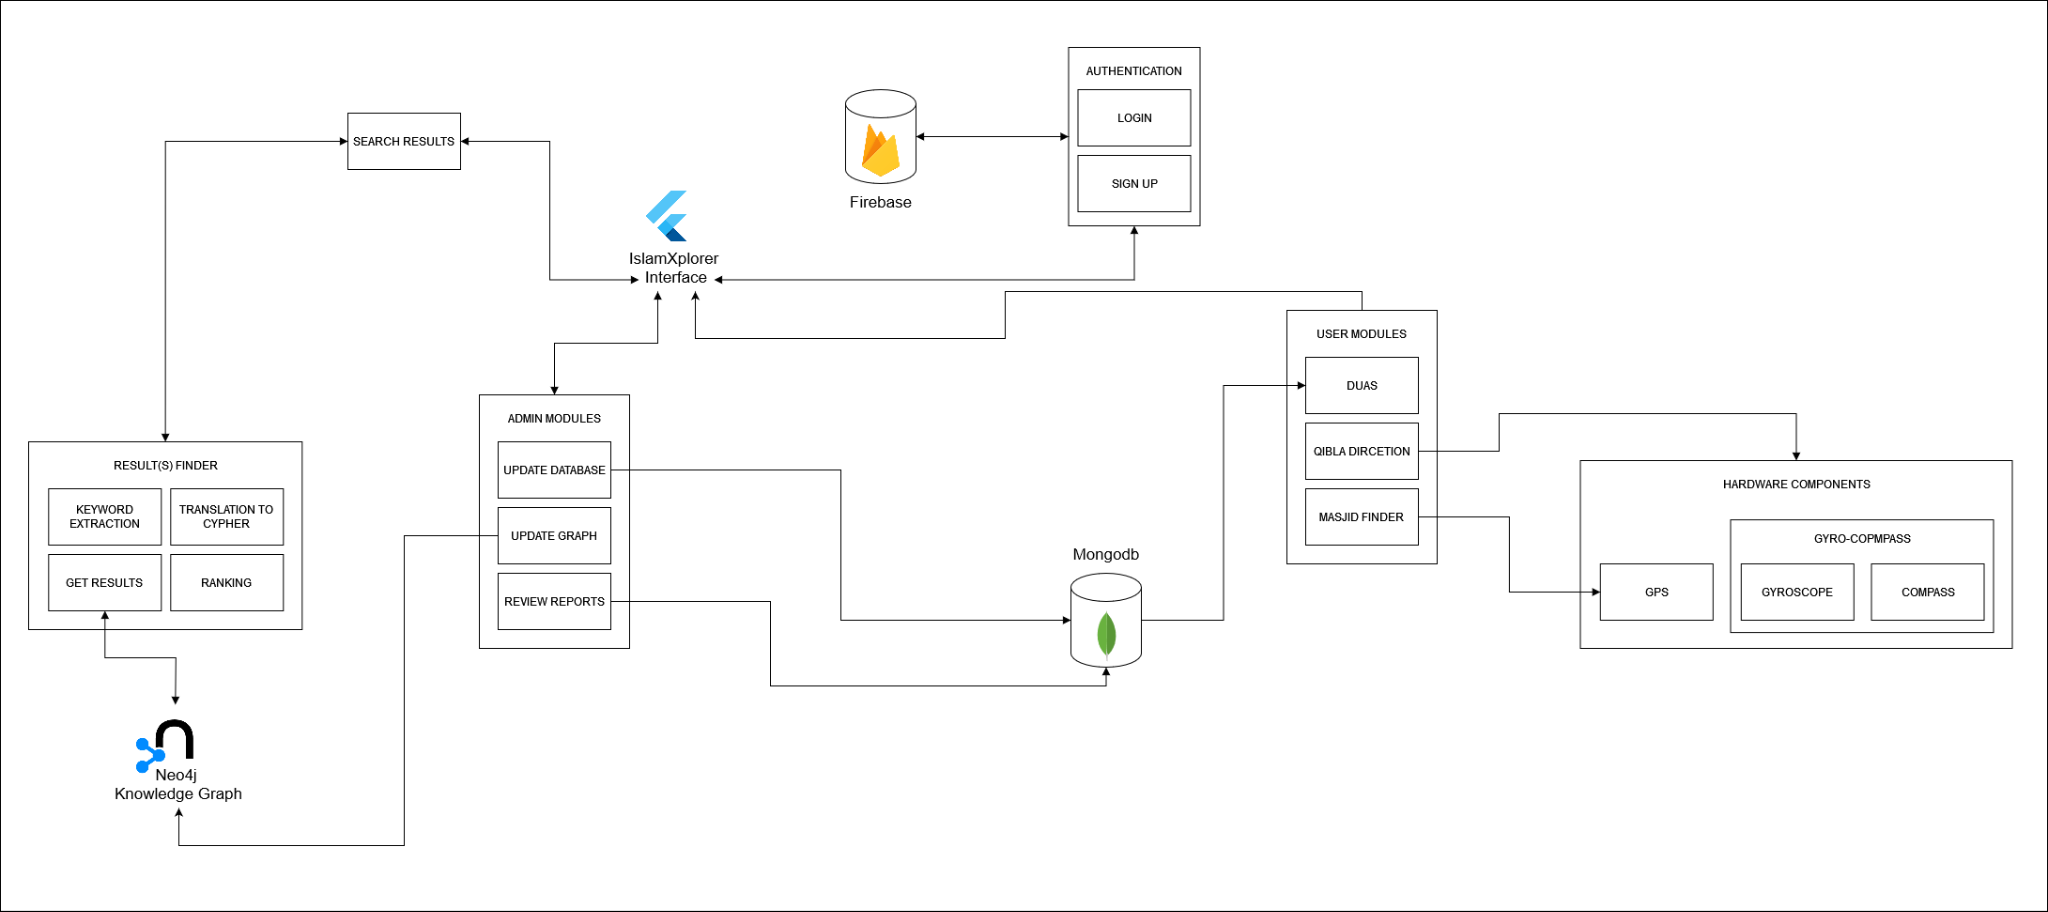 AUTHENTICATION
LOGIN
SIGN UP
Firebase
SEARCH RESULTS
IslamXplorer
Interface
USER MODULES
DUAS
QIBLA DIRCETION
MASJID FINDER
ADMIN MODULES
UPDATE DATABASE
UPDATE GRAPH
REVIEW REPORTS
RESULT(S) FINDER
KEYWORD
EXTRACTION
TRANSLATION TO
CYPHER
GET RESULTS
RANKING
HARDWARE COMPONENTS
GYRO-COPMPASS
GPS
GYROSCOPE
COMPASS
Mongodb
Neo4j
Knowledge Graph